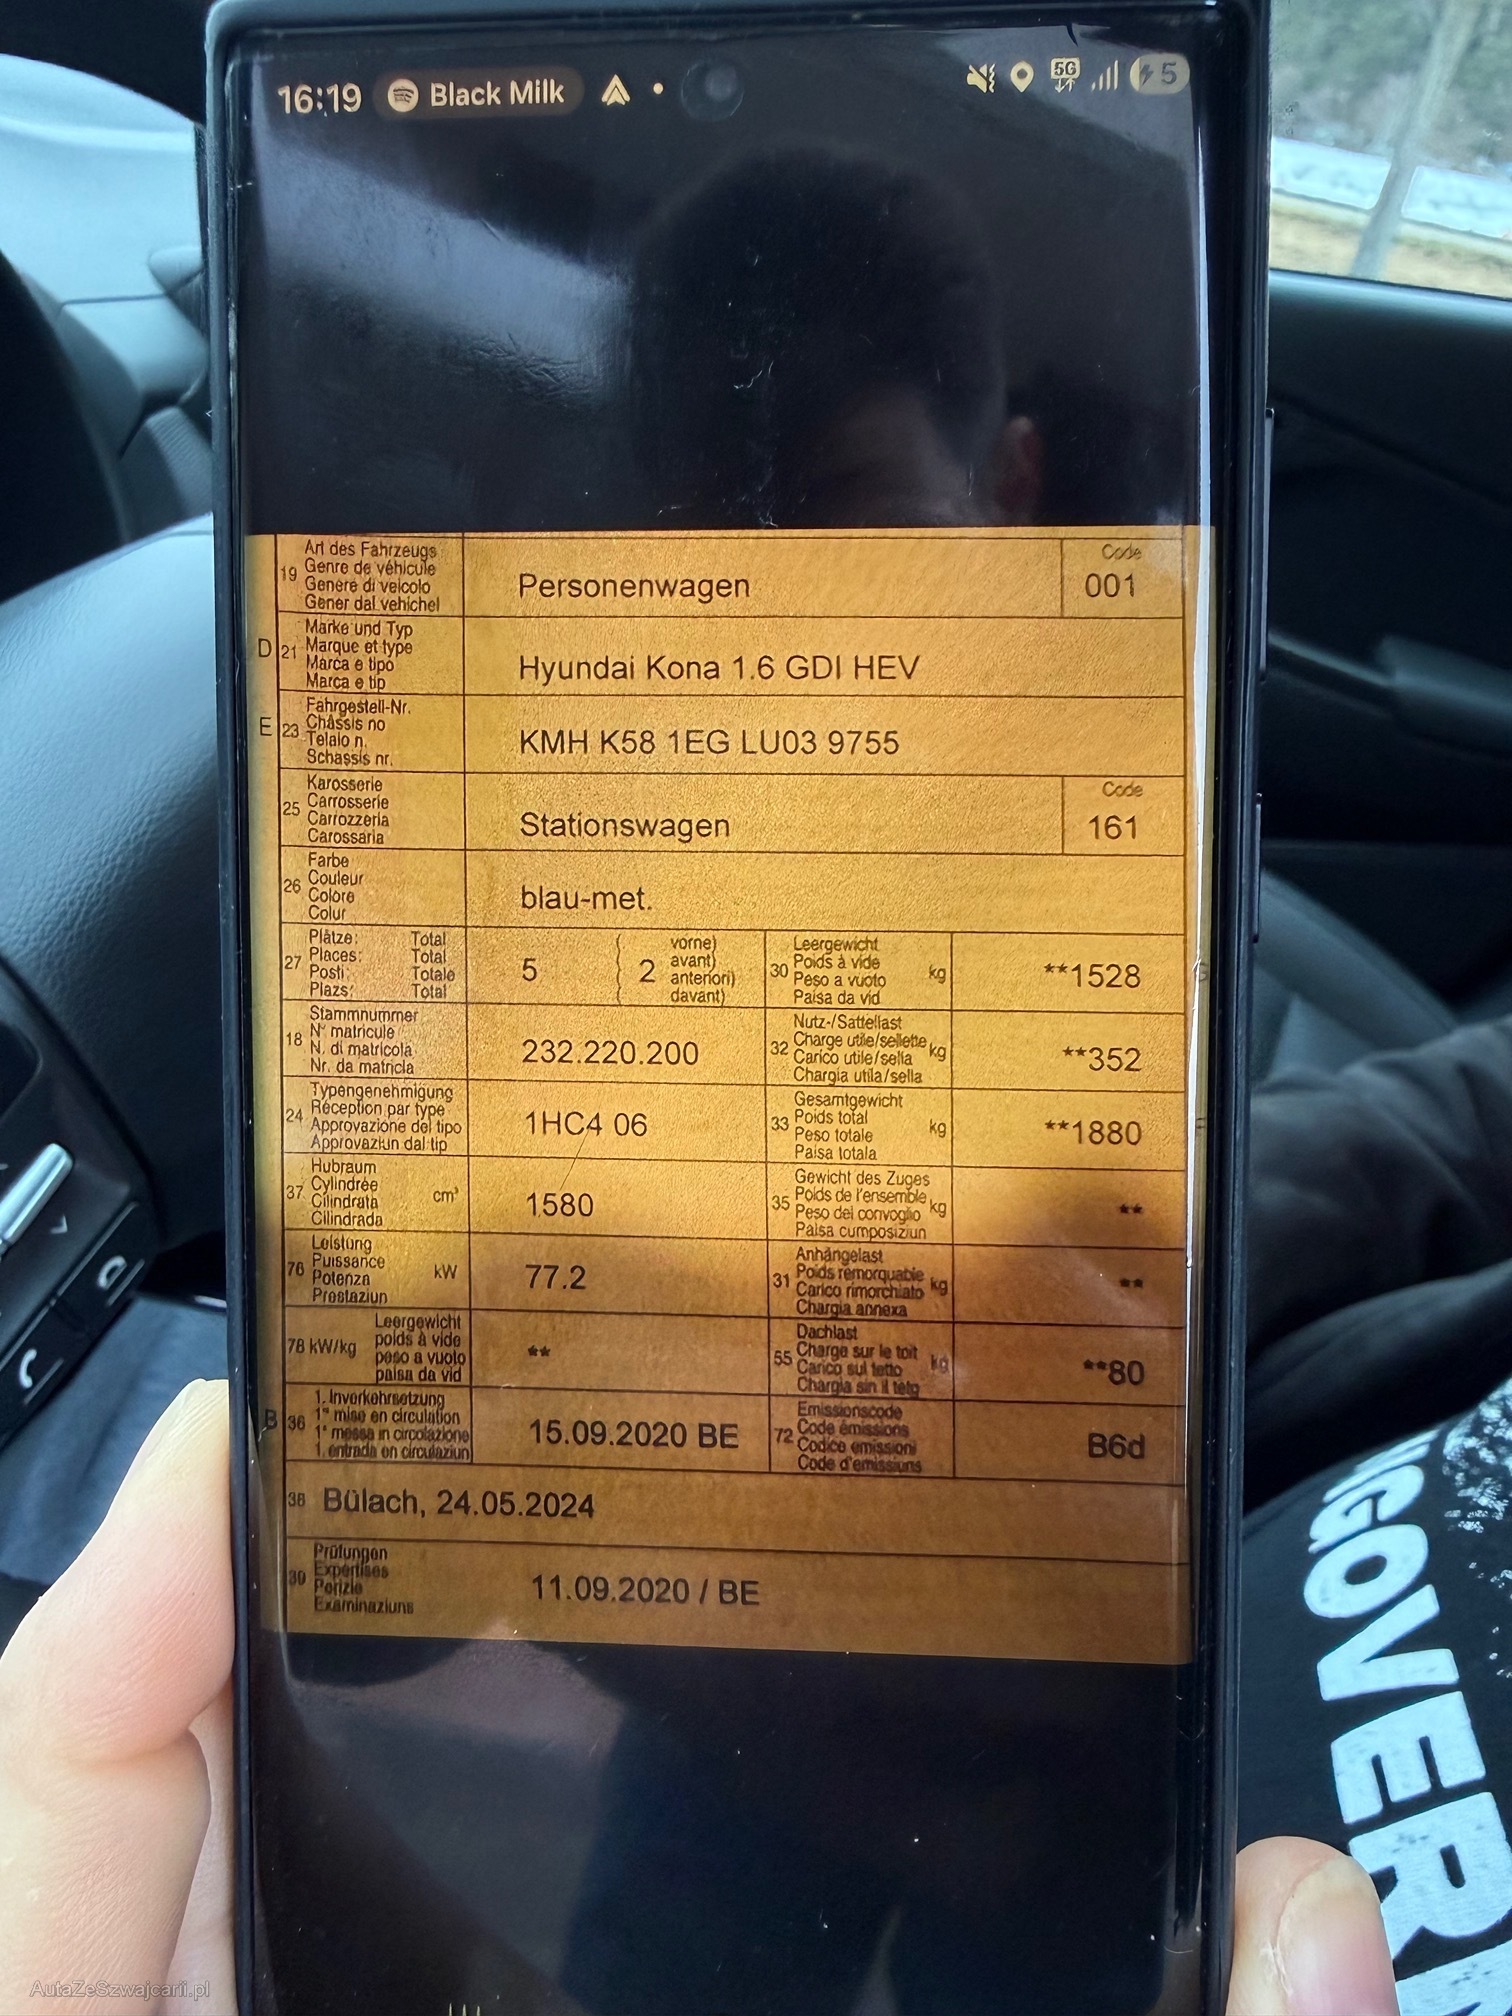 16:19 Black Milk 5G 5
19 Art des Fahrzeugs
Genre de véhicule
Genere di veicolo
Gener dal vehichel
Personenwagen
Code
001
D 21 Marke und Typ
Marque et type
Marca e tipo
Marca e tip
Hyundai Kona 1.6 GDI HEV
E 23 Fahrgestell-Nr.
Châssis no
Telaio n.
Schassis nr.
KMH K58 1EG LU03 9755
25 Karosserie
Carrosserie
Carrozzeria
Carossaria
Stationswagen
Code
161
26 Farbe
Couleur
Colore
Colur
blau-met.
27 Plätze: Total
Places: Total
Posti: Totale
Plazs: Total
5 ( 2 vorne)
( avant)
( anteriori)
( davant)
30 Leergewicht
Poids à vide
Peso a vuoto
Paisa da vid
kg
**1528
18 Stammnummer
N° matricule
N. di matricola
Nr. da matricla
232.220.200
32 Nutz-/Sattellast
Charge utile/sellette
Carico utile/sella
Chargia utila/sella
kg
**352
24 Typengenehmigung
Réception par type
Approvazione del tipo
Approvaziun dal tip
1HC4 06
33 Gesamtgewicht
Poids total
Peso totale
Paisa totala
kg
**1880
37 Hubraum
Cylindrée
Cilindrata
Cilindrada
cm³
1580
35 Gewicht des Zuges
Poids de l'ensemble
Peso del convoglio
Paisa cumposiziun
kg
**
76 Leistung
Puissance
Potenza
Prestaziun
kW
77.2
31 Anhängelast
Poids remorquable
Carico rimorchiato
Chargia annexa
kg
**
78 kW/kg Leergewicht
poids à vide
peso a vuoto
paisa da vid
**
55 Dachlast
Charge sur le toit
Carico sul tetto
Chargia sin il tetg
kg
**80
B 36 1. Inverkehrsetzung
1re mise en circulation
1a messa in circolazione
1. entrada en circulaziun
15.09.2020 BE
72 Emissionscode
Code émissions
Codice emissioni
Code d'emissiuns
B6d
38 Bülach, 24.05.2024
39 Prüfungen
Expertises
Perizie
Examinaziuns
11.09.2020 / BE
AutaZeSzwajcarii.pl